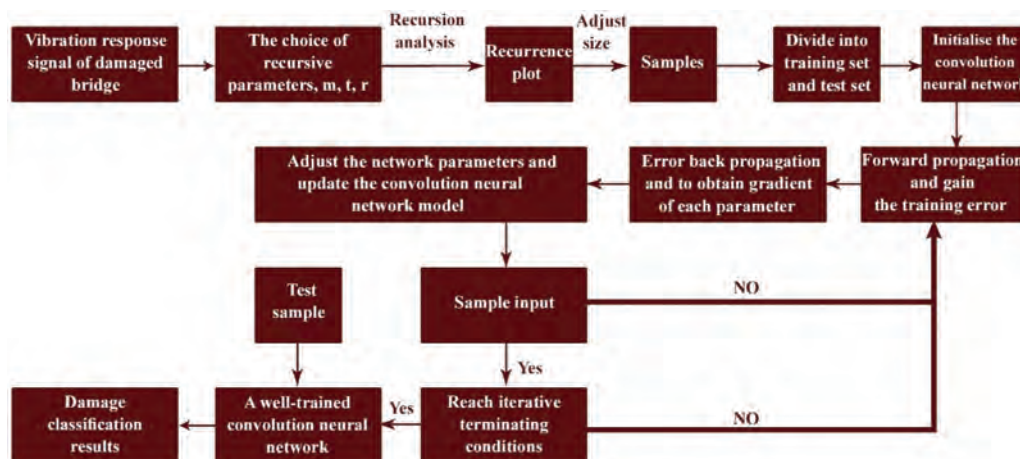 Vibration response
signal of damaged
bridge
The choice of
recursive
parameters, m, t, r
Recursion
analysis
Recurrence
plot
Adjust
size
Samples
Divide into
training set
and test set
Initialise the
convolution
neural network
Adjust the network parameters and
update the convolution neural
network model
Error back propagation
and to obtain gradient
of each parameter
Forward propagation
and gain
the training error
Test
sample
Sample input
NO
Yes
Damage
classification
results
A well-trained
convolution neural
network
Yes
Reach iterative
terminating
conditions
NO